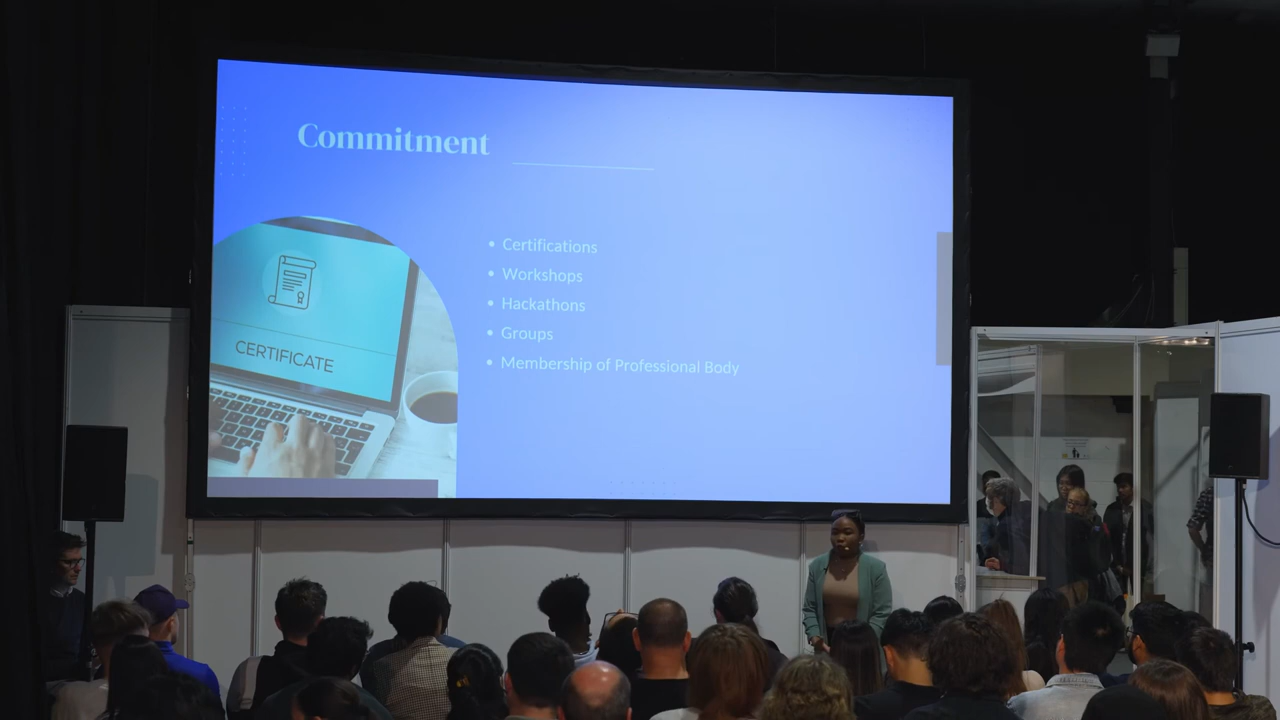 Commitment
• Certifications
• Workshops
• Hackathons
• Groups
• Membership of Professional Body
CERTIFICATE